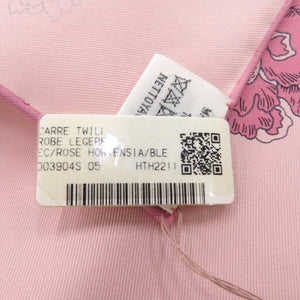 CARRE TWILL
ROBE LEGERE
EC/ROSE HORTENSIA/BLE
003904S 05 HTH2211
NETTOYA